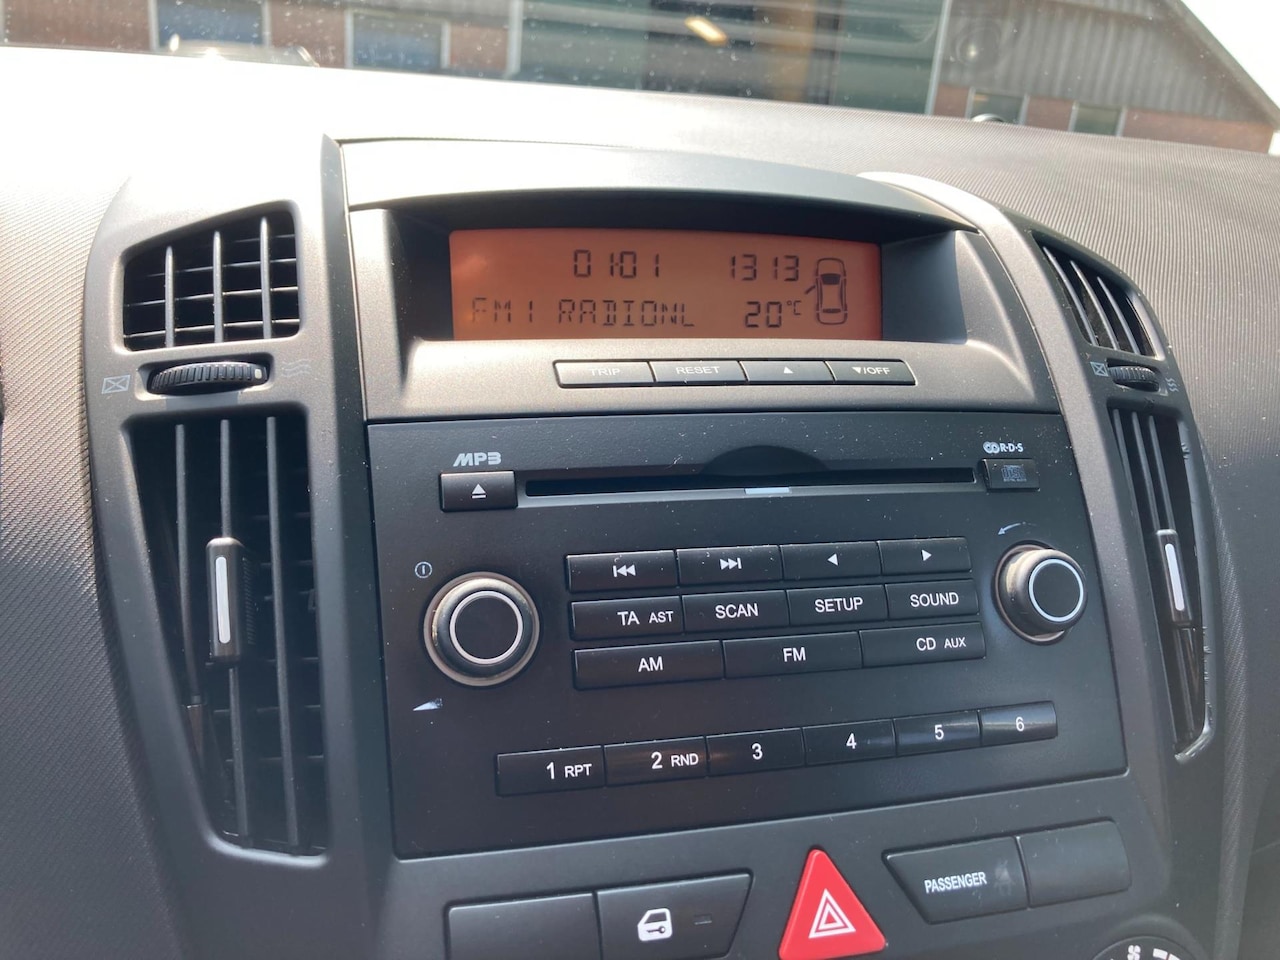 0101 1313
FM1 RADIONL 20°C
TRIP RESET ▲ ▼/OFF
MP3 R·D·S
TA AST SCAN SETUP SOUND
AM FM CD AUX
1 RPT 2 RND 3 4 5 6
PASSENGER